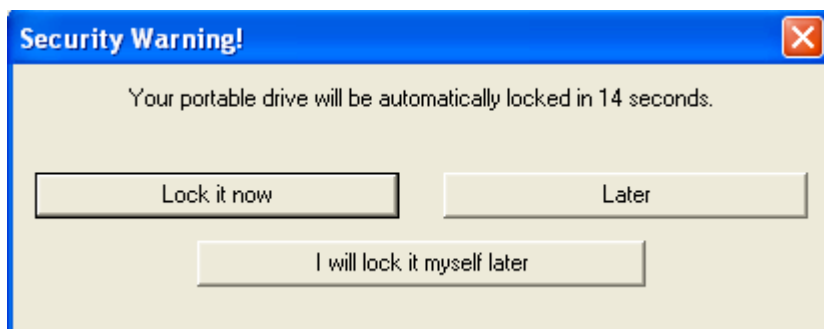 Security Warning!
Your portable drive will be automatically locked in 14 seconds.
Lock it now
Later
I will lock it myself later